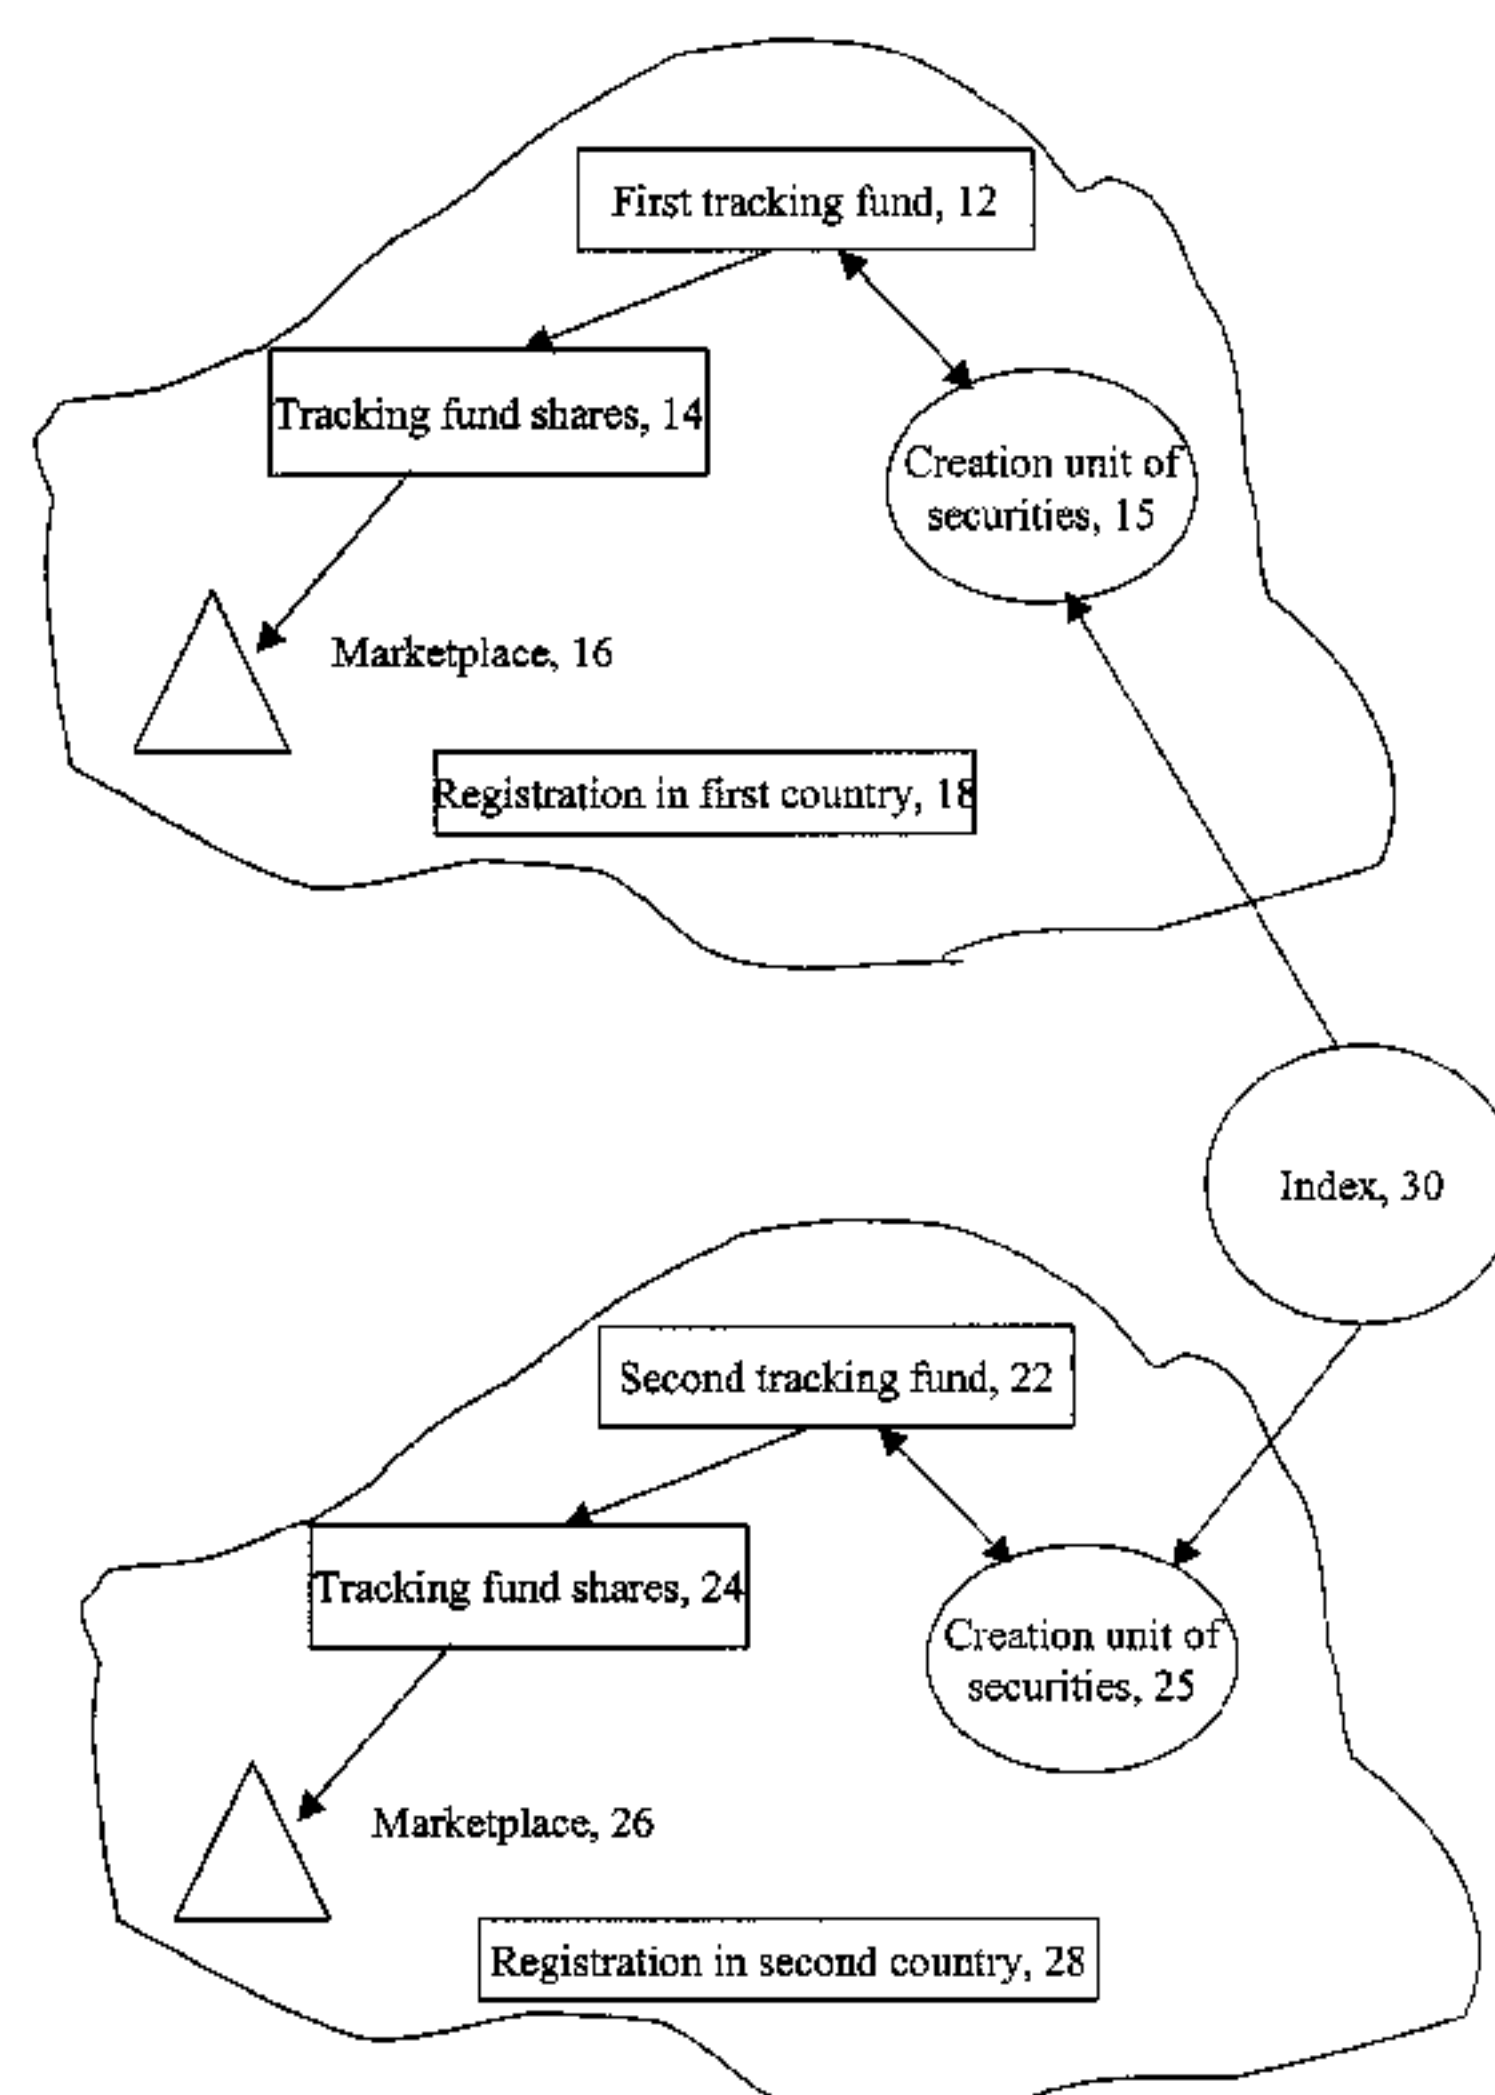 First tracking fund, 12
Tracking fund shares, 14
Creation unit of
securities, 15
Marketplace, 16
Registration in first country, 18
Index, 30
Second tracking fund, 22
Tracking fund shares, 24
Creation unit of
securities, 25
Marketplace, 26
Registration in second country, 28